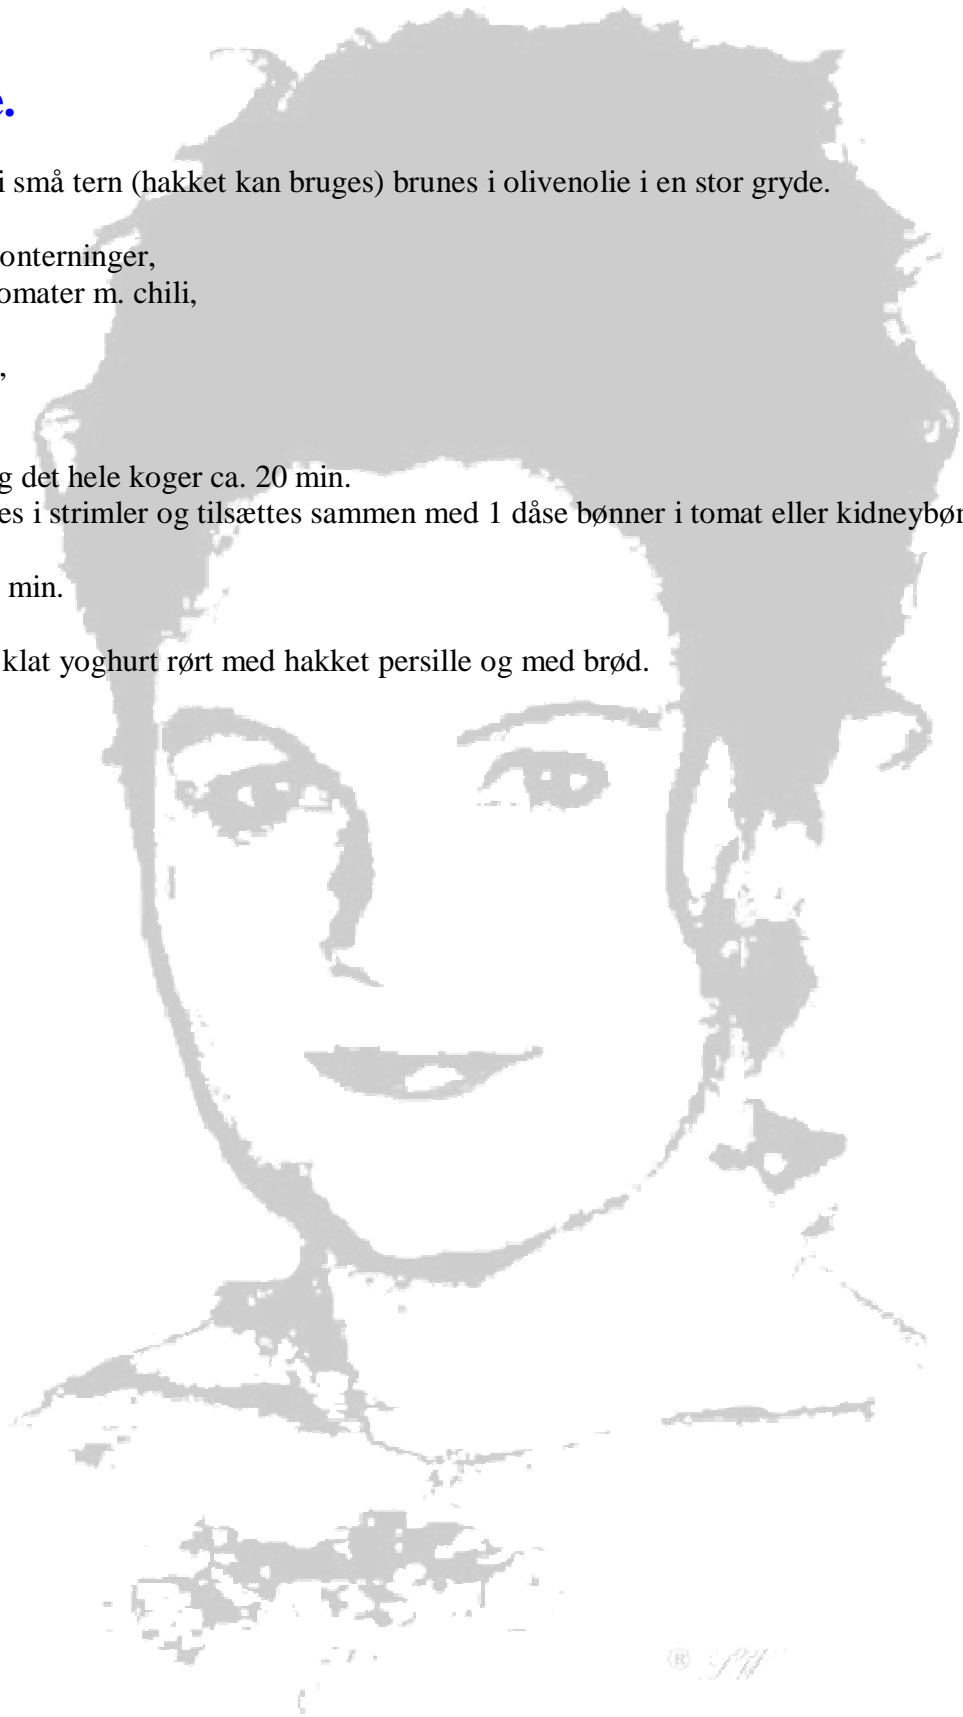 e.
i små tern (hakket kan bruges) brunes i olivenolie i en stor gryde.
onterninger,
omater m. chili,
,
g det hele koger ca. 20 min.
es i strimler og tilsættes sammen med 1 dåse bønner i tomat eller kidneybør
min.
klat yoghurt rørt med hakket persille og med brød.
®